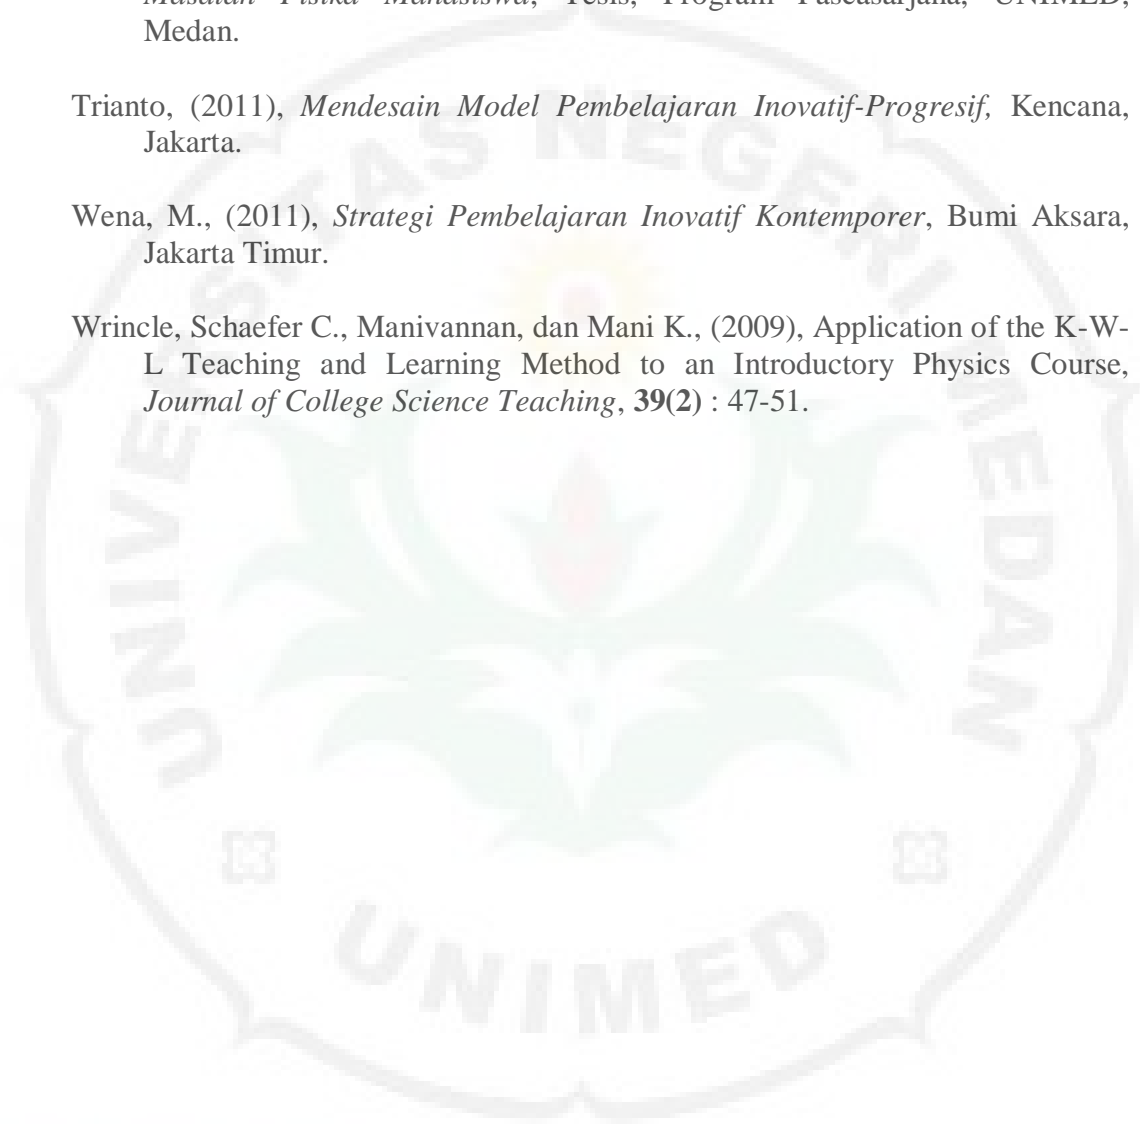 Masalah Fisika Mahasiswa, Tesis, Program Pascasarjana, UNIMED,
Medan.
Trianto, (2011), Mendesain Model Pembelajaran Inovatif-Progresif, Kencana,
Jakarta.
Wena, M., (2011), Strategi Pembelajaran Inovatif Kontemporer, Bumi Aksara,
Jakarta Timur.
Wrincle, Schaefer C., Manivannan, dan Mani K., (2009), Application of the K-W-
L Teaching and Learning Method to an Introductory Physics Course,
Journal of College Science Teaching, 39(2) : 47-51.
UNIVERSITAS NEGERI MEDAN
UNIMED